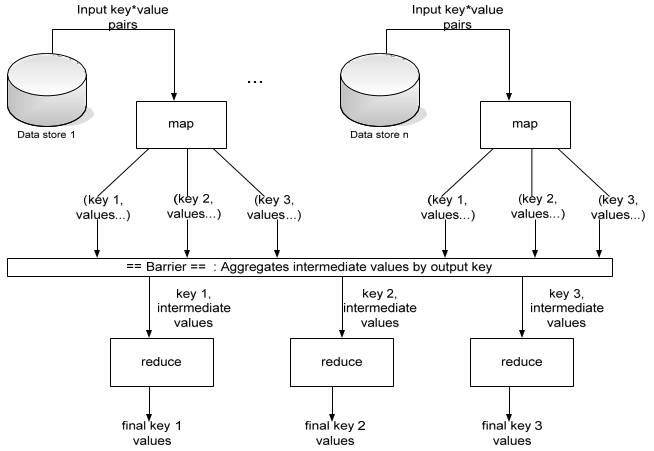 Input key*value
pairs
Input key*value
pairs
...
Data store 1
map
Data store n
map
(key 1,
values...)
(key 2,
values...)
(key 3,
values...)
(key 1,
values...)
(key 2,
values...)
(key 3,
values...)
== Barrier == : Aggregates intermediate values by output key
key 1,
intermediate
values
key 2,
intermediate
values
key 3,
intermediate
values
reduce
reduce
reduce
final key 1
values
final key 2
values
final key 3
values